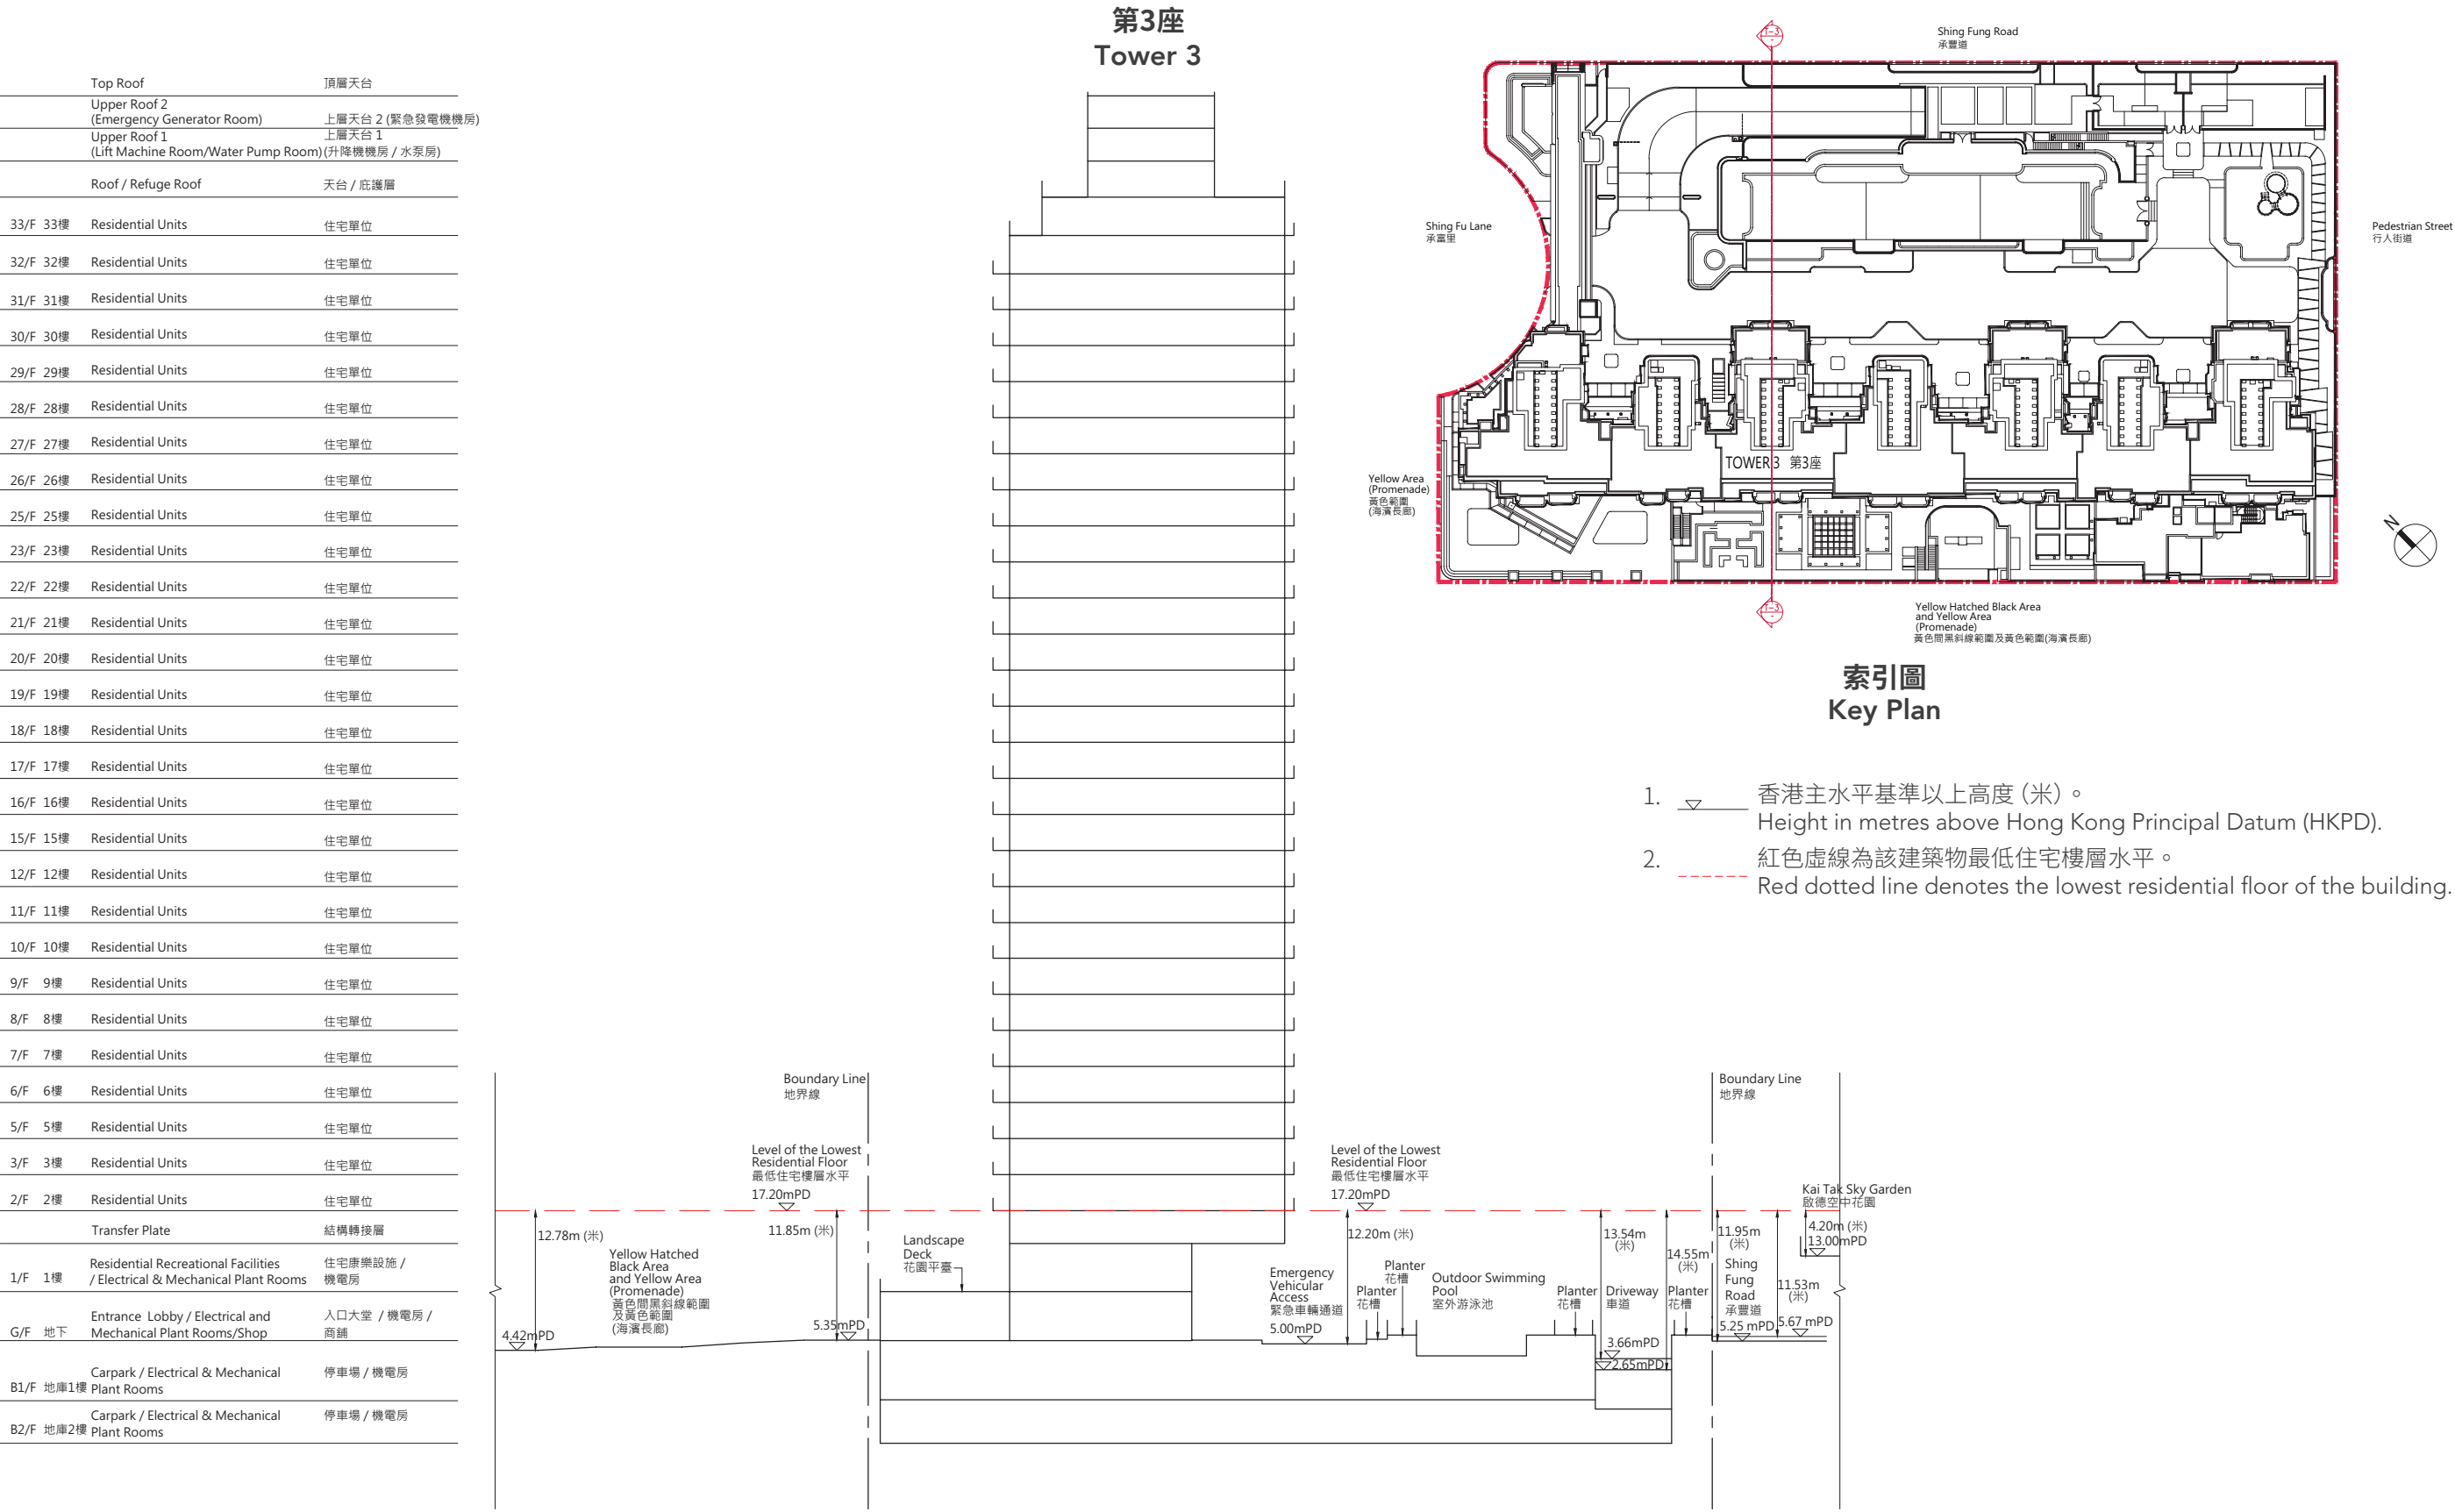 第3座
Tower 3
Top Roof 頂層天台
Upper Roof 2
(Emergency Generator Room) 上層天台 2 (緊急發電機機房)
Upper Roof 1 上層天台 1
(Lift Machine Room/Water Pump Room) (升降機機房 / 水泵房)
Roof / Refuge Roof 天台 / 庇護層
33/F 33樓 Residential Units 住宅單位
32/F 32樓 Residential Units 住宅單位
31/F 31樓 Residential Units 住宅單位
30/F 30樓 Residential Units 住宅單位
29/F 29樓 Residential Units 住宅單位
28/F 28樓 Residential Units 住宅單位
27/F 27樓 Residential Units 住宅單位
26/F 26樓 Residential Units 住宅單位
25/F 25樓 Residential Units 住宅單位
23/F 23樓 Residential Units 住宅單位
22/F 22樓 Residential Units 住宅單位
21/F 21樓 Residential Units 住宅單位
20/F 20樓 Residential Units 住宅單位
19/F 19樓 Residential Units 住宅單位
18/F 18樓 Residential Units 住宅單位
17/F 17樓 Residential Units 住宅單位
16/F 16樓 Residential Units 住宅單位
15/F 15樓 Residential Units 住宅單位
12/F 12樓 Residential Units 住宅單位
11/F 11樓 Residential Units 住宅單位
10/F 10樓 Residential Units 住宅單位
9/F 9樓 Residential Units 住宅單位
8/F 8樓 Residential Units 住宅單位
7/F 7樓 Residential Units 住宅單位
6/F 6樓 Residential Units 住宅單位
5/F 5樓 Residential Units 住宅單位
3/F 3樓 Residential Units 住宅單位
2/F 2樓 Residential Units 住宅單位
Transfer Plate 結構轉接層
Residential Recreational Facilities 住宅康樂設施 /
1/F 1樓 / Electrical & Mechanical Plant Rooms 機電房
Entrance Lobby / Electrical and 入口大堂 / 機電房 /
G/F 地下 Mechanical Plant Rooms/Shop 商舖
Carpark / Electrical & Mechanical 停車場 / 機電房
B1/F 地庫1樓 Plant Rooms
Carpark / Electrical & Mechanical 停車場 / 機電房
B2/F 地庫2樓 Plant Rooms
Boundary Line
地界線
Level of the Lowest
Residential Floor
最低住宅樓層水平
17.20mPD
12.78m (米)
11.85m (米)
Yellow Hatched
Black Area
and Yellow Area
(Promenade)
黃色間黑斜線範圍
及黃色範圍
(海濱長廊)
4.42mPD
5.35mPD
Landscape
Deck
花園平臺
Level of the Lowest
Residential Floor
最低住宅樓層水平
17.20mPD
12.20m (米)
Emergency
Vehicular
Access
緊急車輛通道
5.00mPD
Planter
花槽
Planter
花槽
Outdoor Swimming
Pool
室外游泳池
Planter
花槽
13.54m
(米)
Driveway
車道
3.66mPD
2.65mPD
14.55m
(米)
Planter
花槽
Boundary Line
地界線
11.95m
(米)
Shing
Fung
Road
承豐道
5.25 mPD
11.53m
(米)
5.67 mPD
Kai Tak Sky Garden
啟德空中花園
4.20m (米)
13.00mPD
T-3
Shing Fung Road
承豐道
Shing Fu Lane
承富里
Pedestrian Street
行人街道
TOWER 3 第3座
Yellow Area
(Promenade)
黃色範圍
(海濱長廊)
N
T-3
Yellow Hatched Black Area
and Yellow Area
(Promenade)
黃色間黑斜線範圍及黃色範圍(海濱長廊)
索引圖
Key Plan
1. 香港主水平基準以上高度 (米)。
Height in metres above Hong Kong Principal Datum (HKPD).
2. 紅色虛線為該建築物最低住宅樓層水平。
Red dotted line denotes the lowest residential floor of the building.